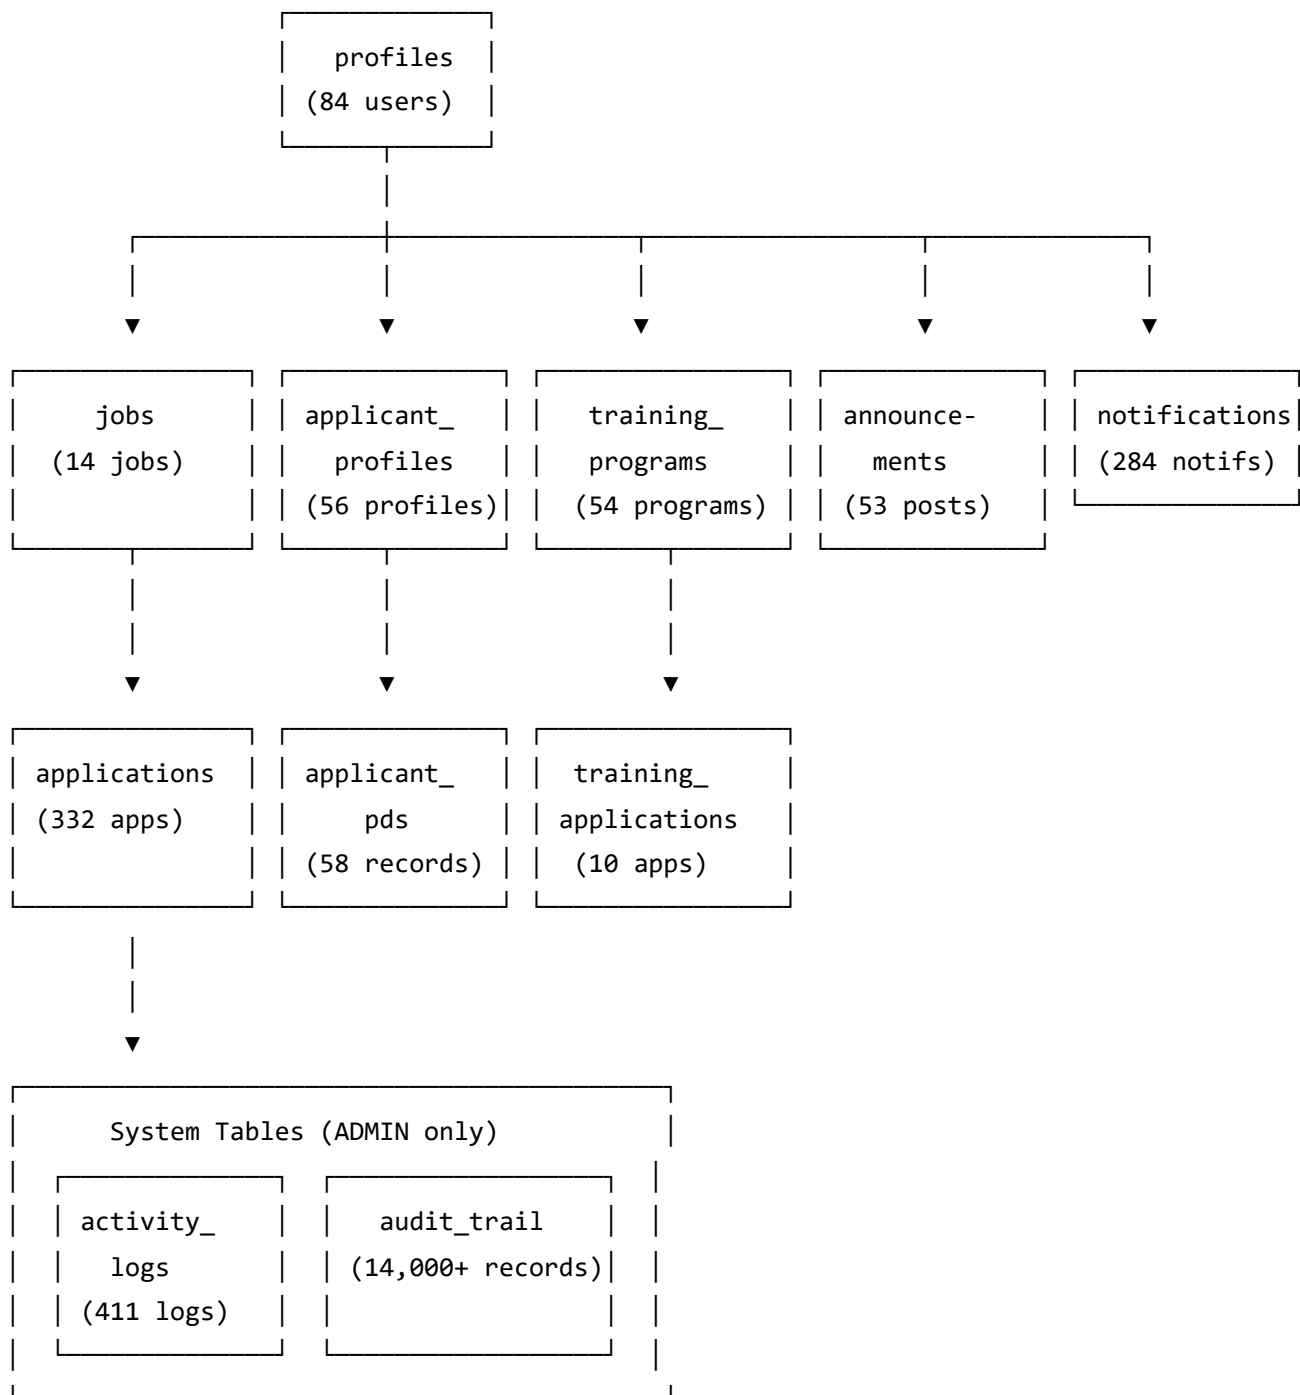 profiles
(84 users)
jobs
(14 jobs)
applicant_
profiles
(56 profiles)
training_
programs
(54 programs)
announce-
ments
(53 posts)
notifications
(284 notifs)
applications
(332 apps)
applicant_
pds
(58 records)
training_
applications
(10 apps)
System Tables (ADMIN only)
activity_
logs
(411 logs)
audit_trail
(14,000+ records)